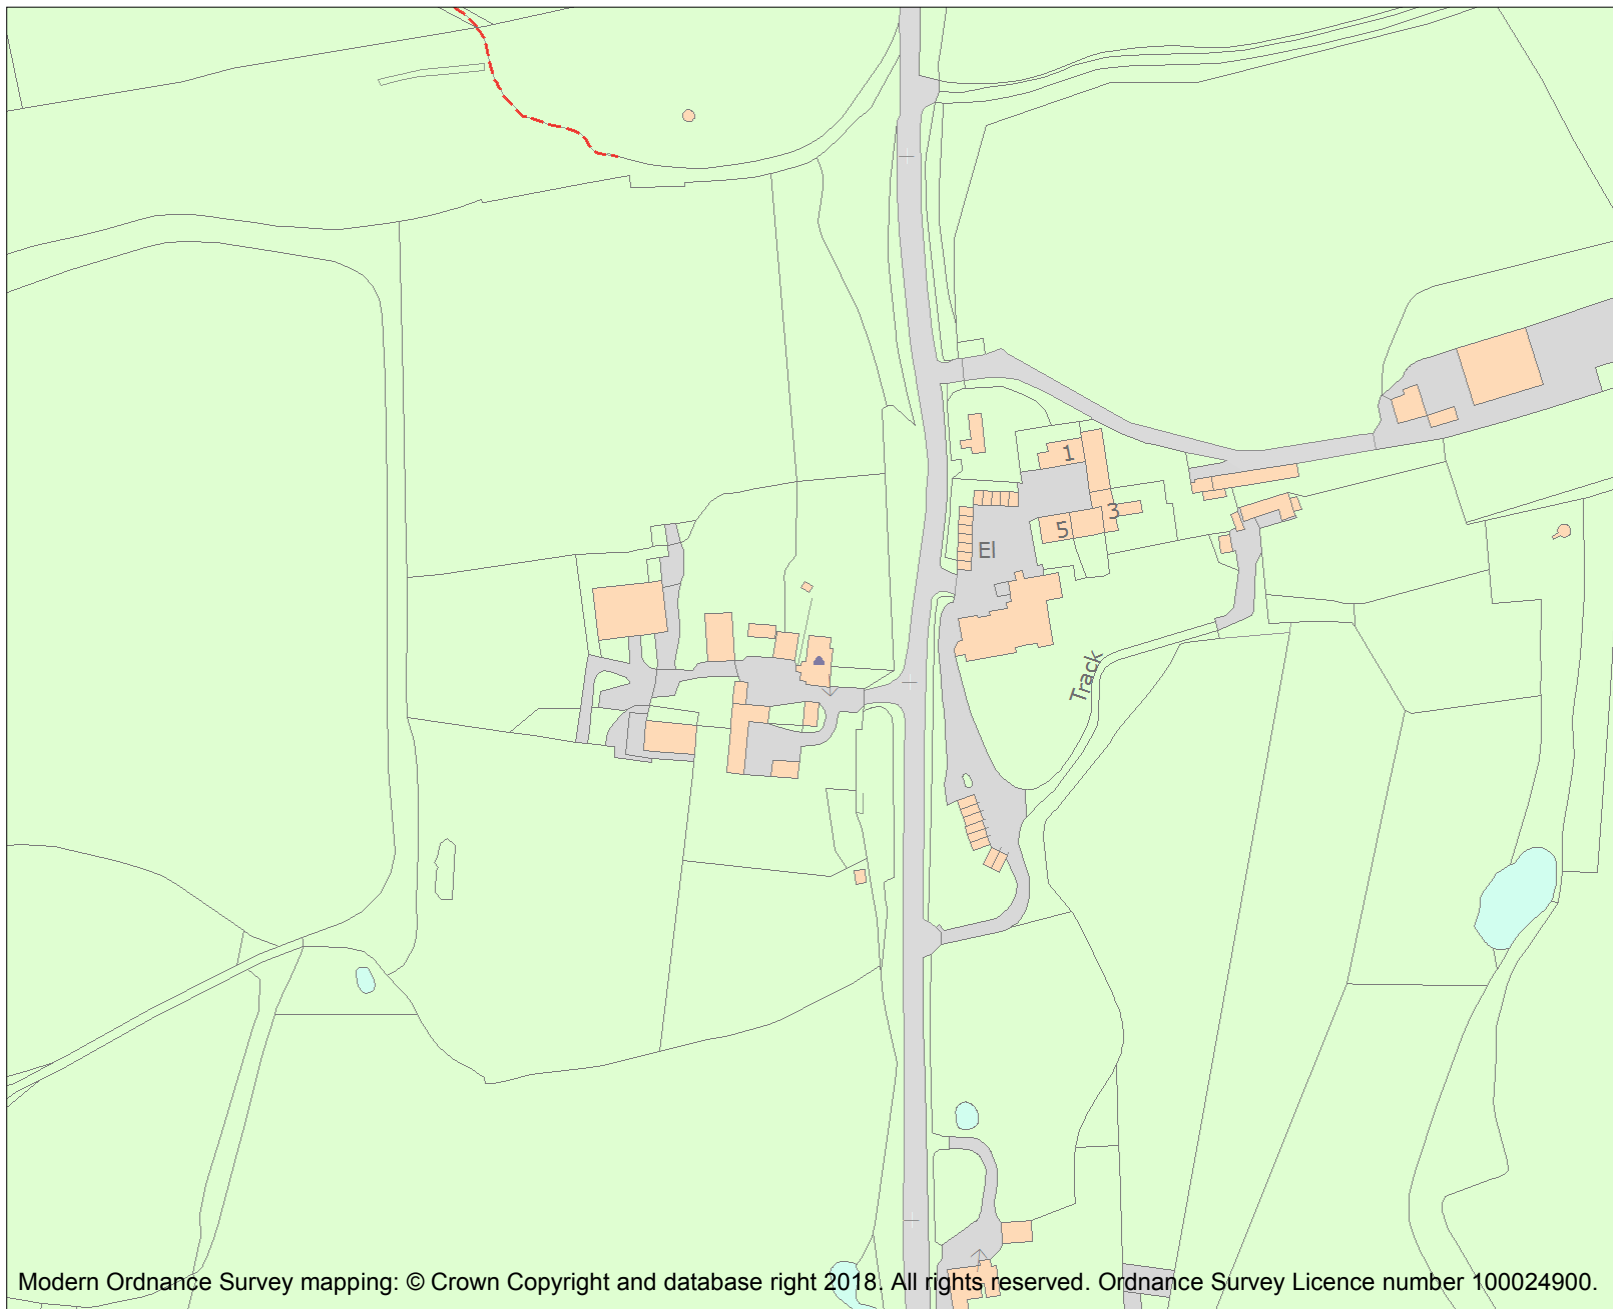 1
3
5
El
Track
Modern Ordnance Survey mapping: © Crown Copyright and database right 2018. All rights reserved. Ordnance Survey Licence number 100024900.